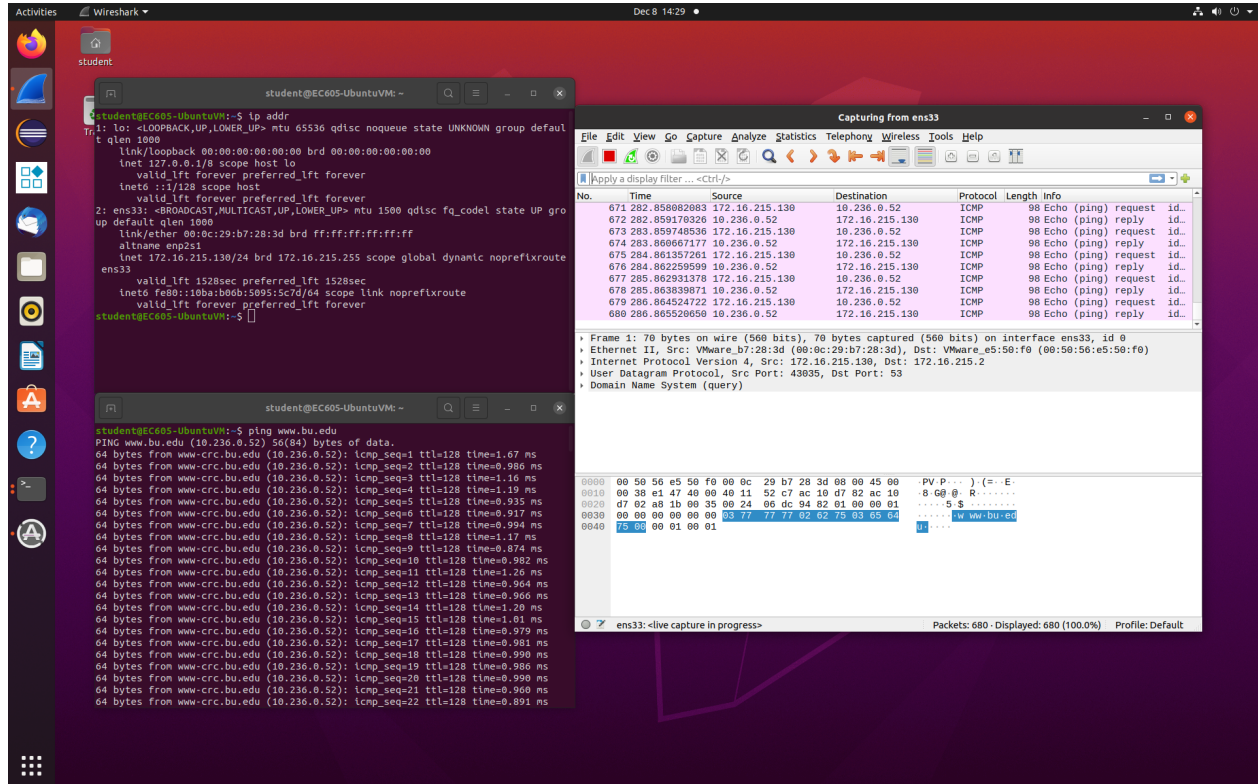 Activities
Wireshark
Dec 8 14:29
student
student@EC605-UbuntuVM: ~
student@EC605-UbuntuVM:~$ ip addr
1: lo: <LOOPBACK,UP,LOWER_UP> mtu 65536 qdisc noqueue state UNKNOWN group defaul
t qlen 1000
link/loopback 00:00:00:00:00:00 brd 00:00:00:00:00:00
inet 127.0.0.1/8 scope host lo
valid_lft forever preferred_lft forever
inet6 ::1/128 scope host
valid_lft forever preferred_lft forever
2: ens33: <BROADCAST,MULTICAST,UP,LOWER_UP> mtu 1500 qdisc fq_codel state UP gro
up default qlen 1000
link/ether 00:0c:29:b7:28:3d brd ff:ff:ff:ff:ff:ff
altname enp2s1
inet 172.16.215.130/24 brd 172.16.215.255 scope global dynamic noprefixroute
ens33
valid_lft 1528sec preferred_lft 1528sec
inet6 fe80::10ba:b06b:5095:5c7d/64 scope link noprefixroute
valid_lft forever preferred_lft forever
student@EC605-UbuntuVM:~$
student@EC605-UbuntuVM: ~
student@EC605-UbuntuVM:~$ ping www.bu.edu
PING www.bu.edu (10.236.0.52) 56(84) bytes of data.
64 bytes from www-crc.bu.edu (10.236.0.52): icmp_seq=1 ttl=128 time=1.67 ms
64 bytes from www-crc.bu.edu (10.236.0.52): icmp_seq=2 ttl=128 time=0.986 ms
64 bytes from www-crc.bu.edu (10.236.0.52): icmp_seq=3 ttl=128 time=1.16 ms
64 bytes from www-crc.bu.edu (10.236.0.52): icmp_seq=4 ttl=128 time=1.19 ms
64 bytes from www-crc.bu.edu (10.236.0.52): icmp_seq=5 ttl=128 time=0.935 ms
64 bytes from www-crc.bu.edu (10.236.0.52): icmp_seq=6 ttl=128 time=0.917 ms
64 bytes from www-crc.bu.edu (10.236.0.52): icmp_seq=7 ttl=128 time=0.994 ms
64 bytes from www-crc.bu.edu (10.236.0.52): icmp_seq=8 ttl=128 time=1.17 ms
64 bytes from www-crc.bu.edu (10.236.0.52): icmp_seq=9 ttl=128 time=0.874 ms
64 bytes from www-crc.bu.edu (10.236.0.52): icmp_seq=10 ttl=128 time=0.982 ms
64 bytes from www-crc.bu.edu (10.236.0.52): icmp_seq=11 ttl=128 time=1.26 ms
64 bytes from www-crc.bu.edu (10.236.0.52): icmp_seq=12 ttl=128 time=0.964 ms
64 bytes from www-crc.bu.edu (10.236.0.52): icmp_seq=13 ttl=128 time=0.966 ms
64 bytes from www-crc.bu.edu (10.236.0.52): icmp_seq=14 ttl=128 time=1.20 ms
64 bytes from www-crc.bu.edu (10.236.0.52): icmp_seq=15 ttl=128 time=1.01 ms
64 bytes from www-crc.bu.edu (10.236.0.52): icmp_seq=16 ttl=128 time=0.979 ms
64 bytes from www-crc.bu.edu (10.236.0.52): icmp_seq=17 ttl=128 time=0.981 ms
64 bytes from www-crc.bu.edu (10.236.0.52): icmp_seq=18 ttl=128 time=0.990 ms
64 bytes from www-crc.bu.edu (10.236.0.52): icmp_seq=19 ttl=128 time=0.986 ms
64 bytes from www-crc.bu.edu (10.236.0.52): icmp_seq=20 ttl=128 time=0.990 ms
64 bytes from www-crc.bu.edu (10.236.0.52): icmp_seq=21 ttl=128 time=0.960 ms
64 bytes from www-crc.bu.edu (10.236.0.52): icmp_seq=22 ttl=128 time=0.891 ms
Capturing from ens33
File Edit View Go Capture Analyze Statistics Telephony Wireless Tools Help
Apply a display filter ... <Ctrl-/>
No. Time Source Destination Protocol Length Info
671 282.858082083 172.16.215.130 10.236.0.52 ICMP 98 Echo (ping) request id…
672 282.859170326 10.236.0.52 172.16.215.130 ICMP 98 Echo (ping) reply id…
673 283.859748536 172.16.215.130 10.236.0.52 ICMP 98 Echo (ping) request id…
674 283.860667177 10.236.0.52 172.16.215.130 ICMP 98 Echo (ping) reply id…
675 284.861357261 172.16.215.130 10.236.0.52 ICMP 98 Echo (ping) request id…
676 284.862259599 10.236.0.52 172.16.215.130 ICMP 98 Echo (ping) reply id…
677 285.862931378 172.16.215.130 10.236.0.52 ICMP 98 Echo (ping) request id…
678 285.863839871 10.236.0.52 172.16.215.130 ICMP 98 Echo (ping) reply id…
679 286.864524722 172.16.215.130 10.236.0.52 ICMP 98 Echo (ping) request id…
680 286.865520650 10.236.0.52 172.16.215.130 ICMP 98 Echo (ping) reply id…
Frame 1: 70 bytes on wire (560 bits), 70 bytes captured (560 bits) on interface ens33, id 0
Ethernet II, Src: VMware_b7:28:3d (00:0c:29:b7:28:3d), Dst: VMware_e5:50:f0 (00:50:56:e5:50:f0)
Internet Protocol Version 4, Src: 172.16.215.130, Dst: 172.16.215.2
User Datagram Protocol, Src Port: 43035, Dst Port: 53
Domain Name System (query)
0000 00 50 56 e5 50 f0 00 0c 29 b7 28 3d 08 00 45 00 ·PV·P··· )·(=··E·
0010 00 38 e1 47 40 00 40 11 52 c7 ac 10 d7 82 ac 10 ·8·G@·@· R·······
0020 d7 02 a8 1b 00 35 00 24 06 dc 94 82 01 00 00 01 ·····5·$ ········
0030 00 00 00 00 00 00 03 77 77 77 02 62 75 03 65 64 ·······w ww·bu·ed
0040 75 00 00 01 00 01 u·····
ens33: <live capture in progress>
Packets: 680 · Displayed: 680 (100.0%)
Profile: Default